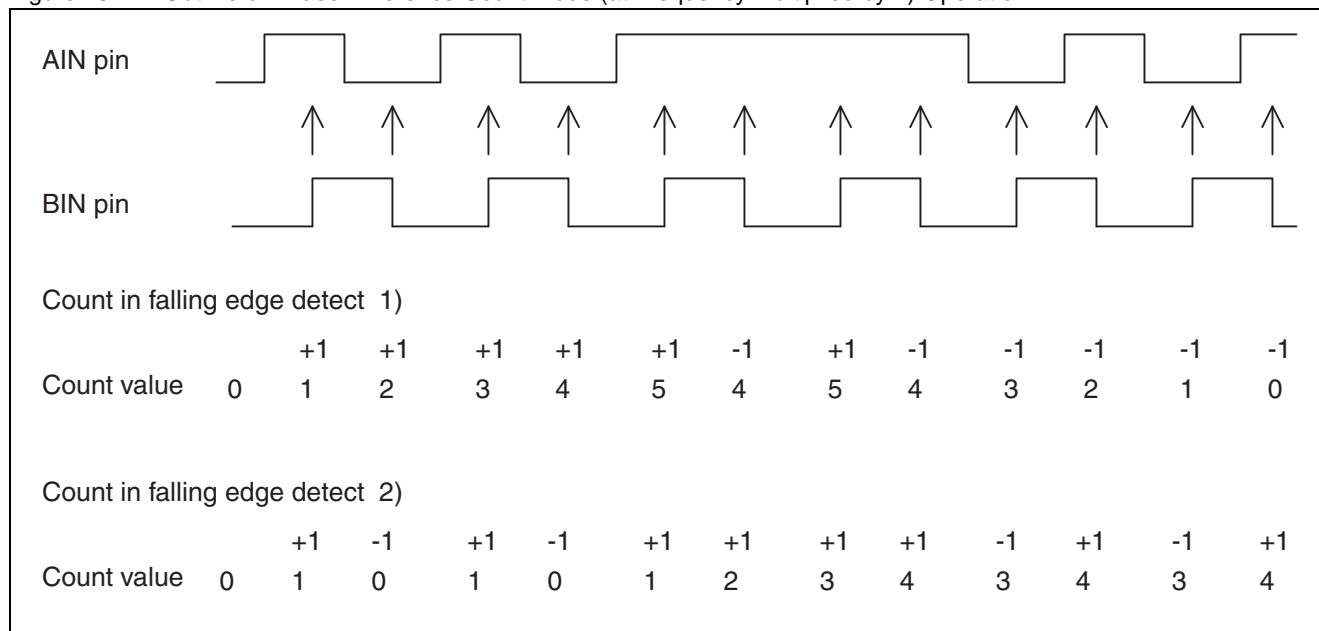 AIN pin
BIN pin
Count in falling edge detect 1)
+1 +1 +1 +1 +1 -1 +1 -1 -1 -1 -1 -1
Count value 0 1 2 3 4 5 4 5 4 3 2 1 0
Count in falling edge detect 2)
+1 -1 +1 -1 +1 +1 +1 +1 -1 +1 -1 +1
Count value 0 1 0 1 0 1 2 3 4 3 4 3 4